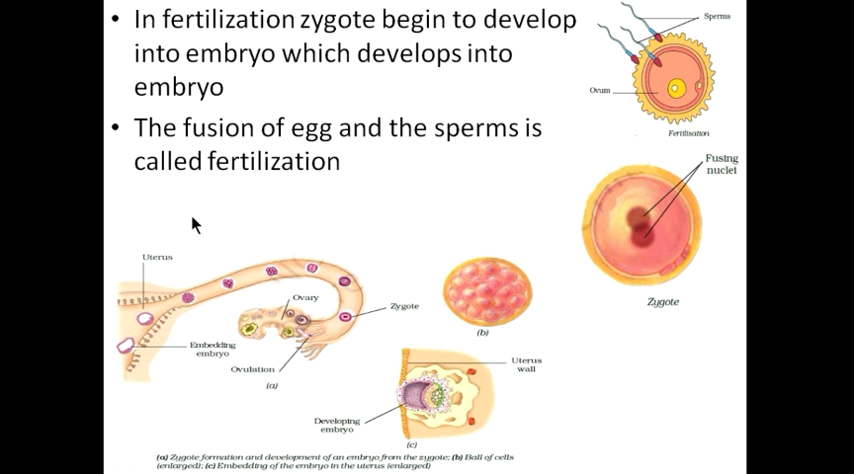 • In fertilization zygote begin to develop
into embryo which develops into
embryo
• The fusion of egg and the sperms is
called fertilization
Sperms
Ovum
Fertilisation
Fusing
nuclei
Zygote
Uterus
Ovary
Zygote
Embedding
embryo
Ovulation
(a)
(b)
Uterus
wall
Developing
embryo
(c)
(a) Zygote formation and development of an embryo from the zygote; (b) Ball of cells
(enlarged); (c) Embedding of the embryo in the uterus (enlarged)